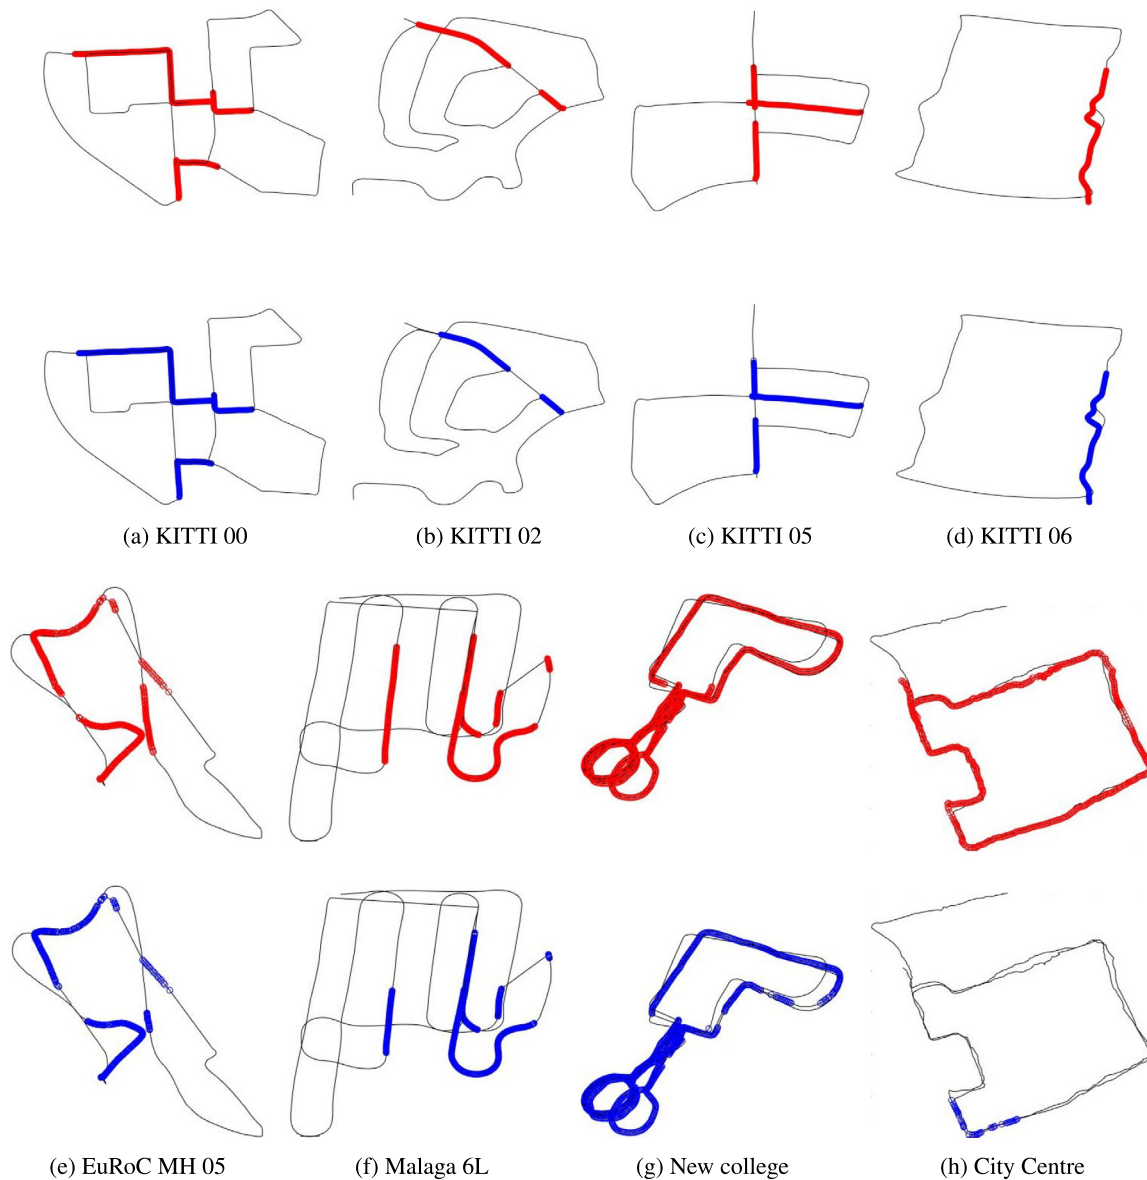 (a) KITTI 00
(b) KITTI 02
(c) KITTI 05
(d) KITTI 06
(e) EuRoC MH 05
(f) Malaga 6L
(g) New college
(h) City Centre